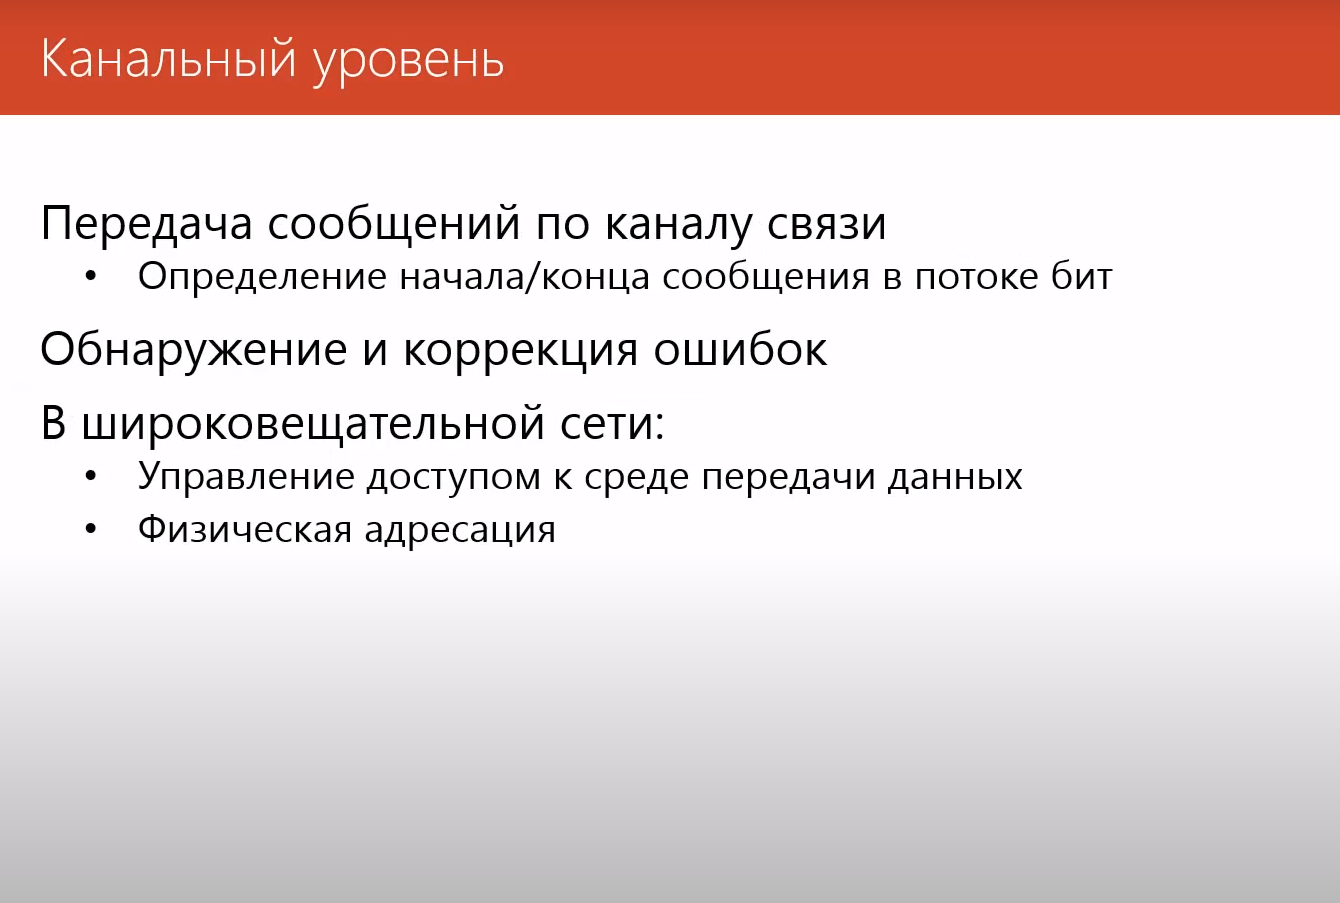 Канальный уровень
Передача сообщений по каналу связи
• Определение начала/конца сообщения в потоке бит
Обнаружение и коррекция ошибок
В широковещательной сети:
• Управление доступом к среде передачи данных
• Физическая адресация